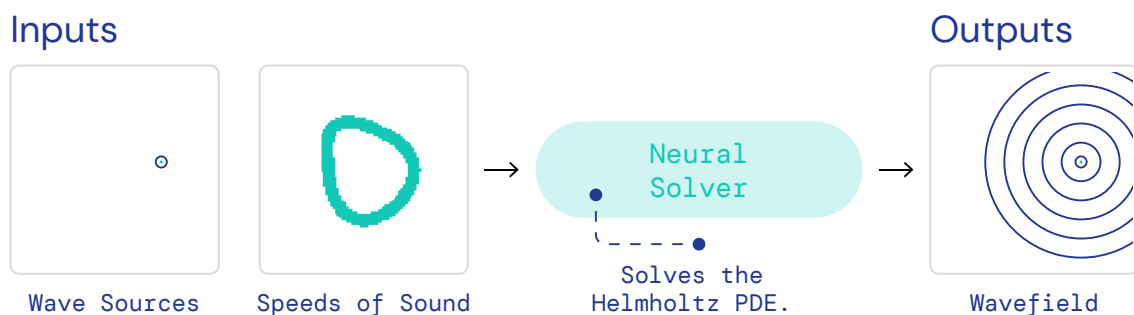 Inputs
Outputs
Neural
Solver
Solves the
Helmholtz PDE.
Wave Sources
Speeds of Sound
Wavefield